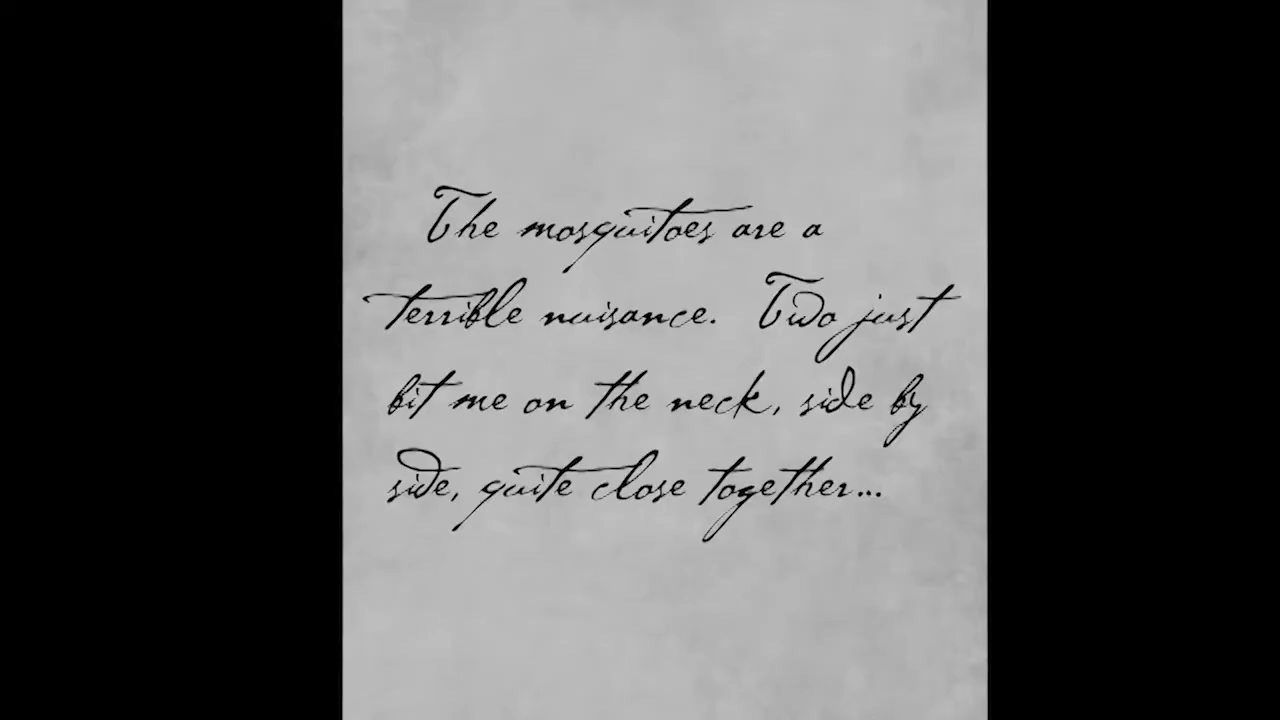 The mosquitoes are a
terrible nuisance. Two just
bit me on the neck, side by
side, quite close together...